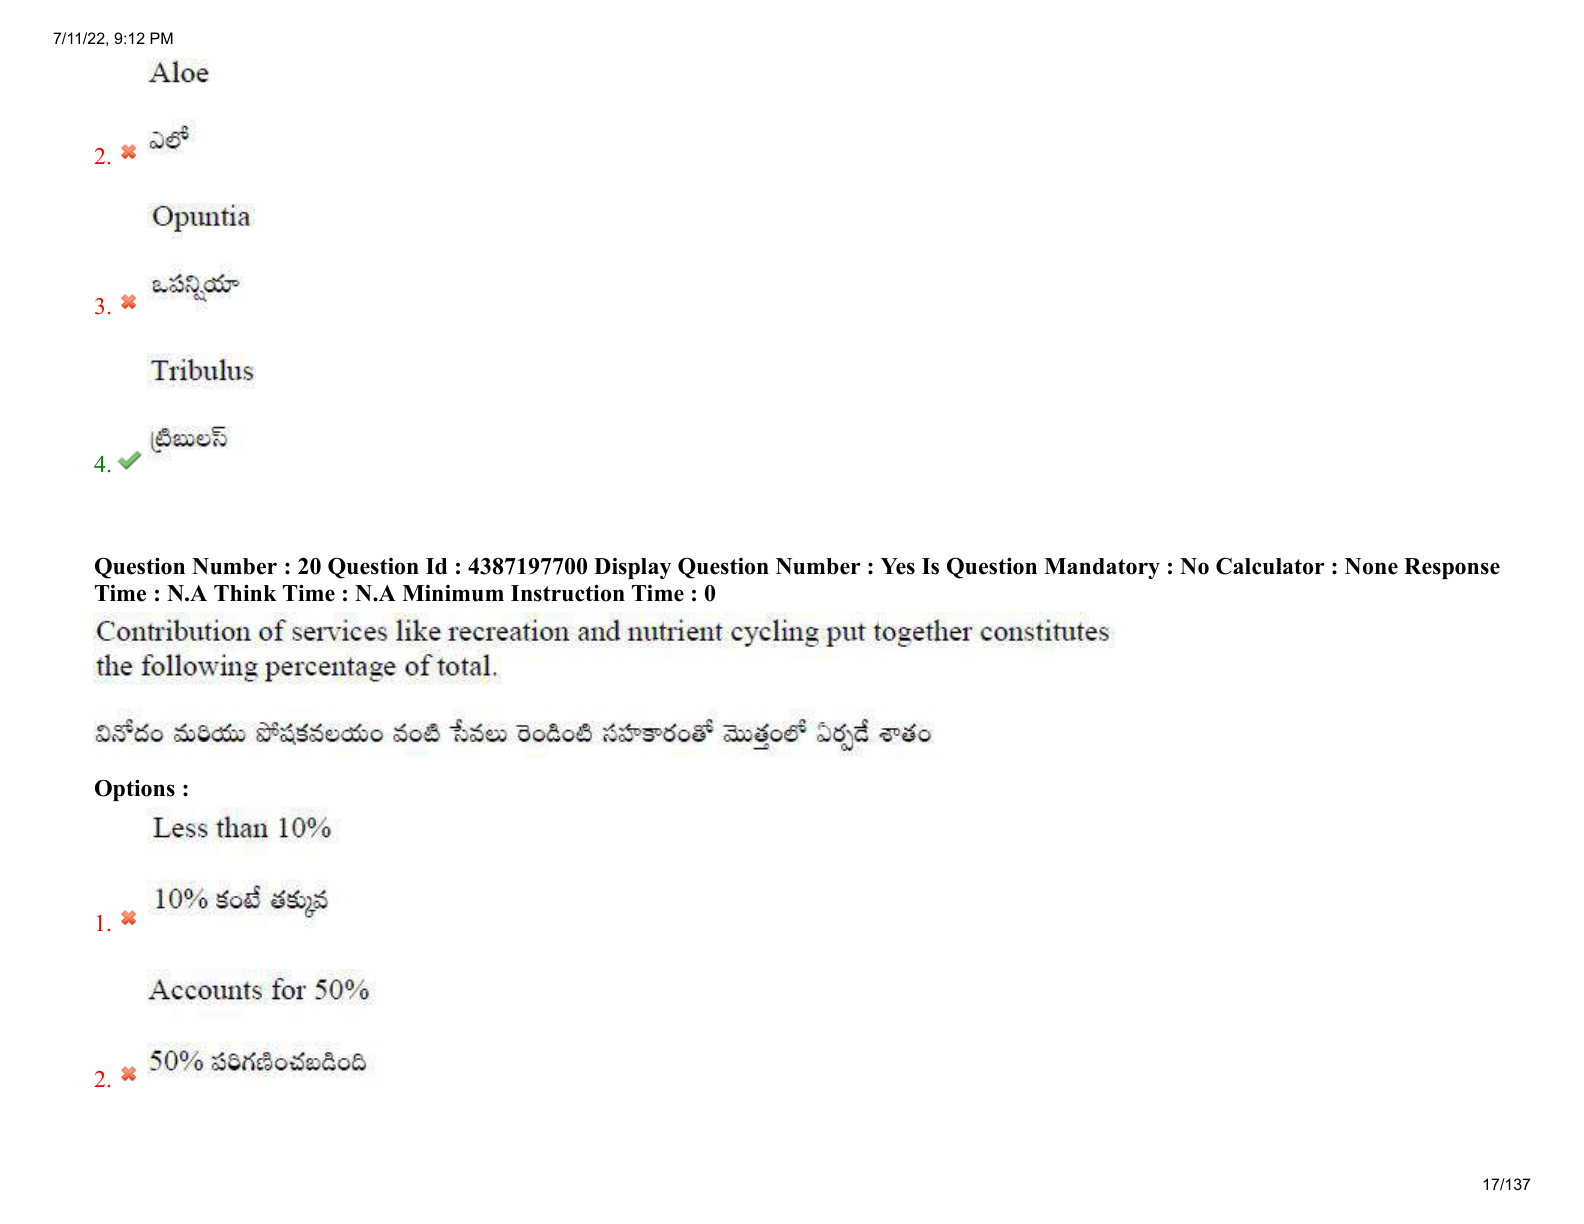 7/11/22, 9:12 PM
Aloe
ఎలో
2.
Opuntia
ఒపన్షియా
3.
Tribulus
ట్రిబులస్
4.
Question Number : 20 Question Id : 4387197700 Display Question Number : Yes Is Question Mandatory : No Calculator : None Response
Time : N.A Think Time : N.A Minimum Instruction Time : 0
Contribution of services like recreation and nutrient cycling put together constitutes
the following percentage of total.
వినోదం మరియు పోషకవలయం వంటి సేవలు రెండింటి సహకారంతో మొత్తంలో ఏర్పడే శాతం
Options :
Less than 10%
10% కంటే తక్కువ
1.
Accounts for 50%
50% పరిగణించబడింది
2.
17/137